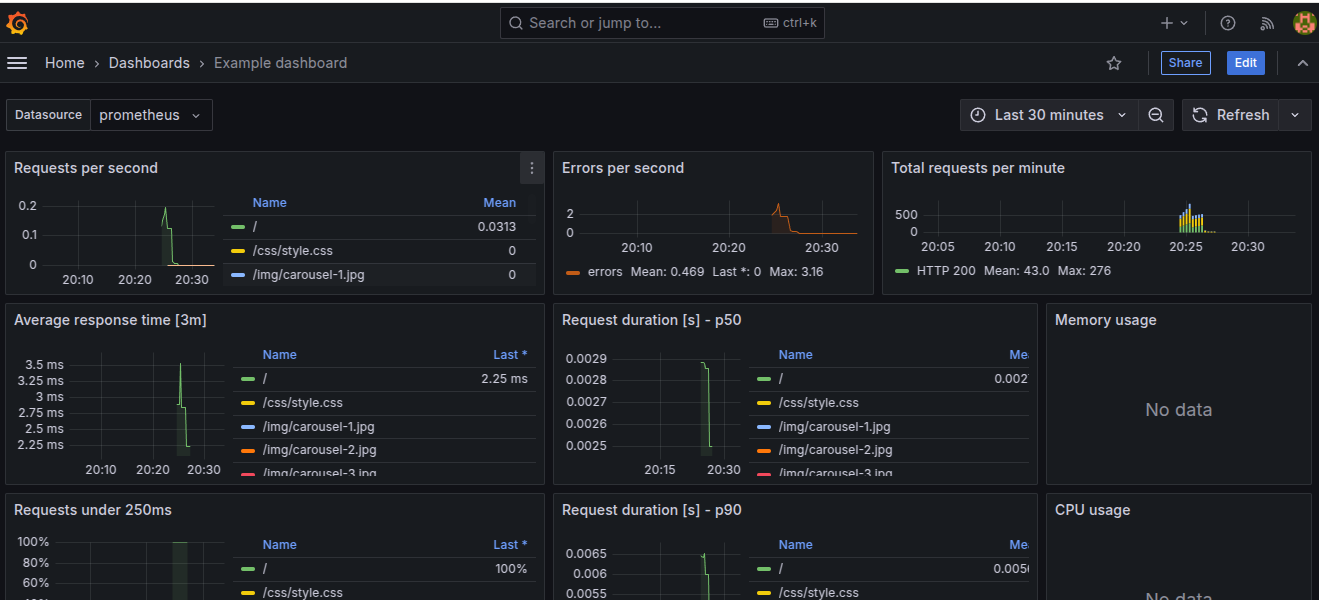 Search or jump to... ctrl+k
Home › Dashboards › Example dashboard
Share Edit
Datasource prometheus
Last 30 minutes Refresh
Requests per second
0.2
0.1
0
20:10 20:20 20:30
Name Mean
/ 0.0313
/css/style.css 0
/img/carousel-1.jpg 0
Errors per second
2
0
20:10 20:20 20:30
errors Mean: 0.469 Last *: 0 Max: 3.16
Total requests per minute
500
0
20:05 20:10 20:15 20:20 20:25 20:30
HTTP 200 Mean: 43.0 Max: 276
Average response time [3m]
3.5 ms
3.25 ms
3 ms
2.75 ms
2.5 ms
2.25 ms
20:10 20:20 20:30
Name Last *
/ 2.25 ms
/css/style.css
/img/carousel-1.jpg
/img/carousel-2.jpg
/img/carousel-3.jpg
Request duration [s] - p50
0.0029
0.0028
0.0027
0.0026
0.0025
20:15 20:30
Name
/ 0.002
/css/style.css
/img/carousel-1.jpg
/img/carousel-2.jpg
/img/carousel-3.jpg
Memory usage
No data
Requests under 250ms
100%
80%
60%
Name Last *
/ 100%
/css/style.css
Request duration [s] - p90
0.0065
0.006
0.0055
Name
/ 0.005
/css/style.css
CPU usage
No data